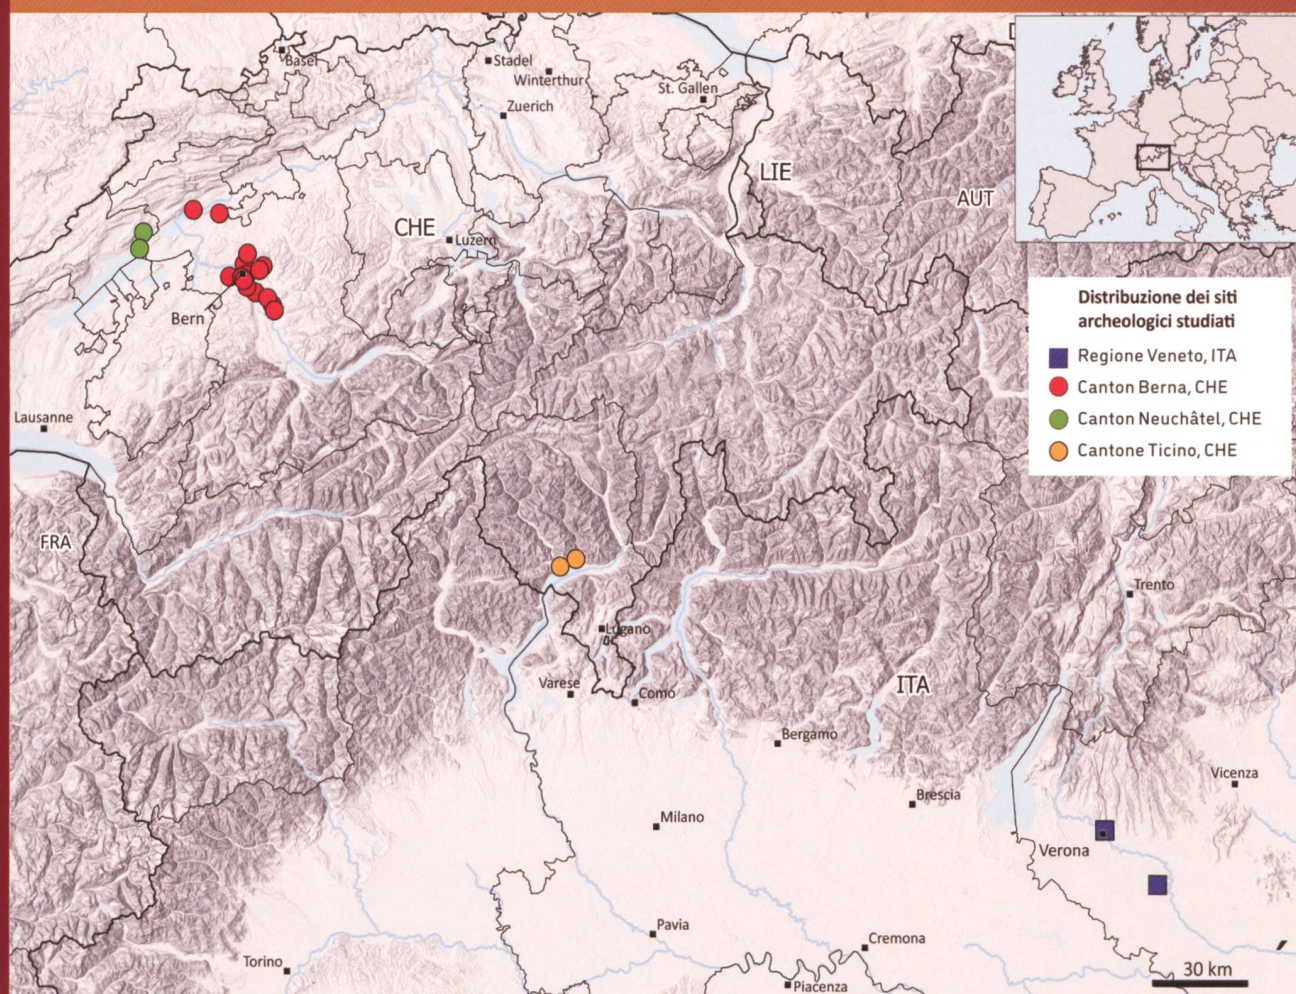 Basel
Stadel
Winterthur
Zuerich
St. Gallen
LIE
AUT
CHE
Luzern
Bern
Distribuzione dei siti
archeologici studiati
Regione Veneto, ITA
Canton Berna, CHE
Canton Neuchâtel, CHE
Cantone Ticino, CHE
Lausanne
FRA
Trento
Lugano
Varese
Como
ITA
Bergamo
Vicenza
Brescia
Milano
Verona
Pavia
Cremona
Torino
Piacenza
30 km